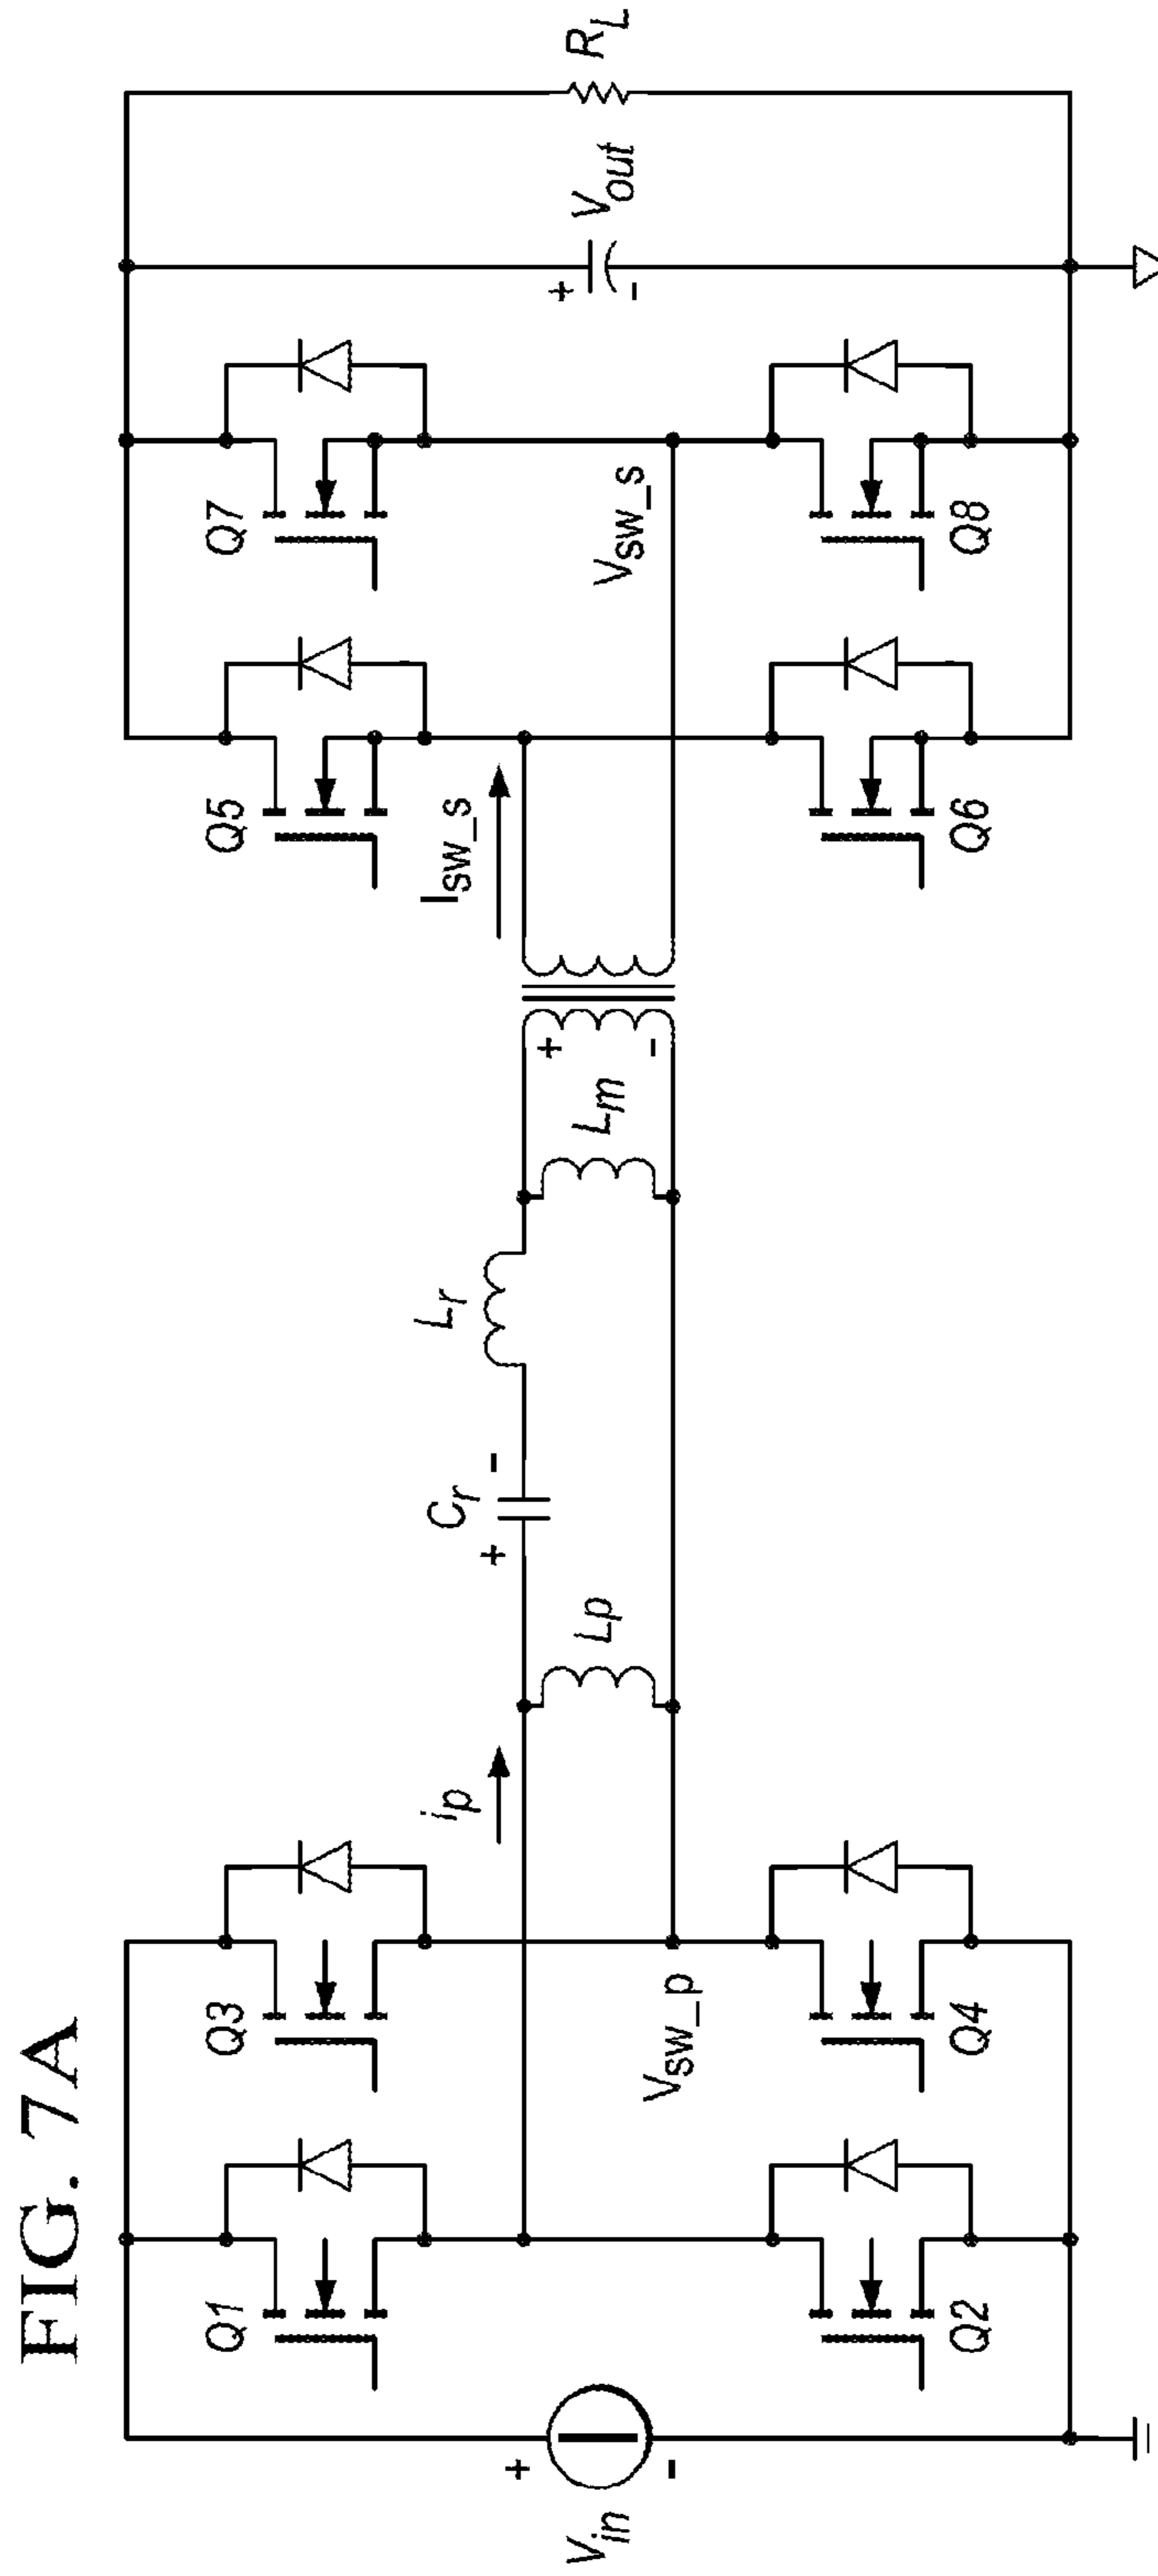 FIG. 7A
Vin
+
-
Q1
Q2
Q3
Q4
Vsw_p
ip
Lp
+
Cr
-
Lr
Lm
+
-
Isw_s
Q5
Q6
Q7
Q8
Vsw_s
+
-
Vout
RL